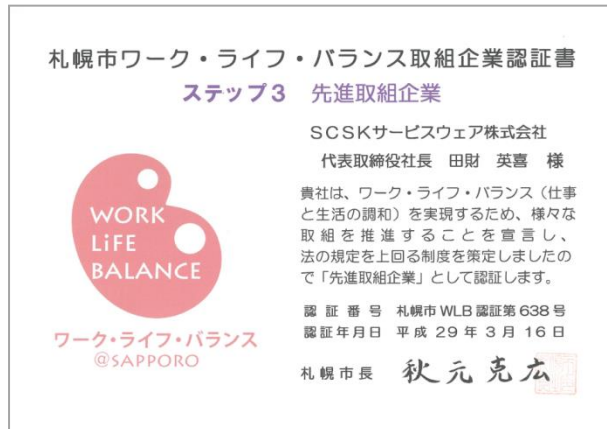 札幌市ワーク・ライフ・バランス取組企業認証書
ステップ3 先進取組企業
SCSKサービスウェア株式会社
代表取締役社長 田財 英喜 様
貴社は、ワーク・ライフ・バランス(仕事
と生活の調和)を実現するため、様々な
取組を推進することを宣言し、
法の規定を上回る制度を策定しましたの
で「先進取組企業」として認証します。
認証番号 札幌市WLB認証第638号
認証年月日 平成29年3月16日
札幌市長 秋元克広
WORK
LiFE
BALANCE
ワーク・ライフ・バランス
@SAPPORO